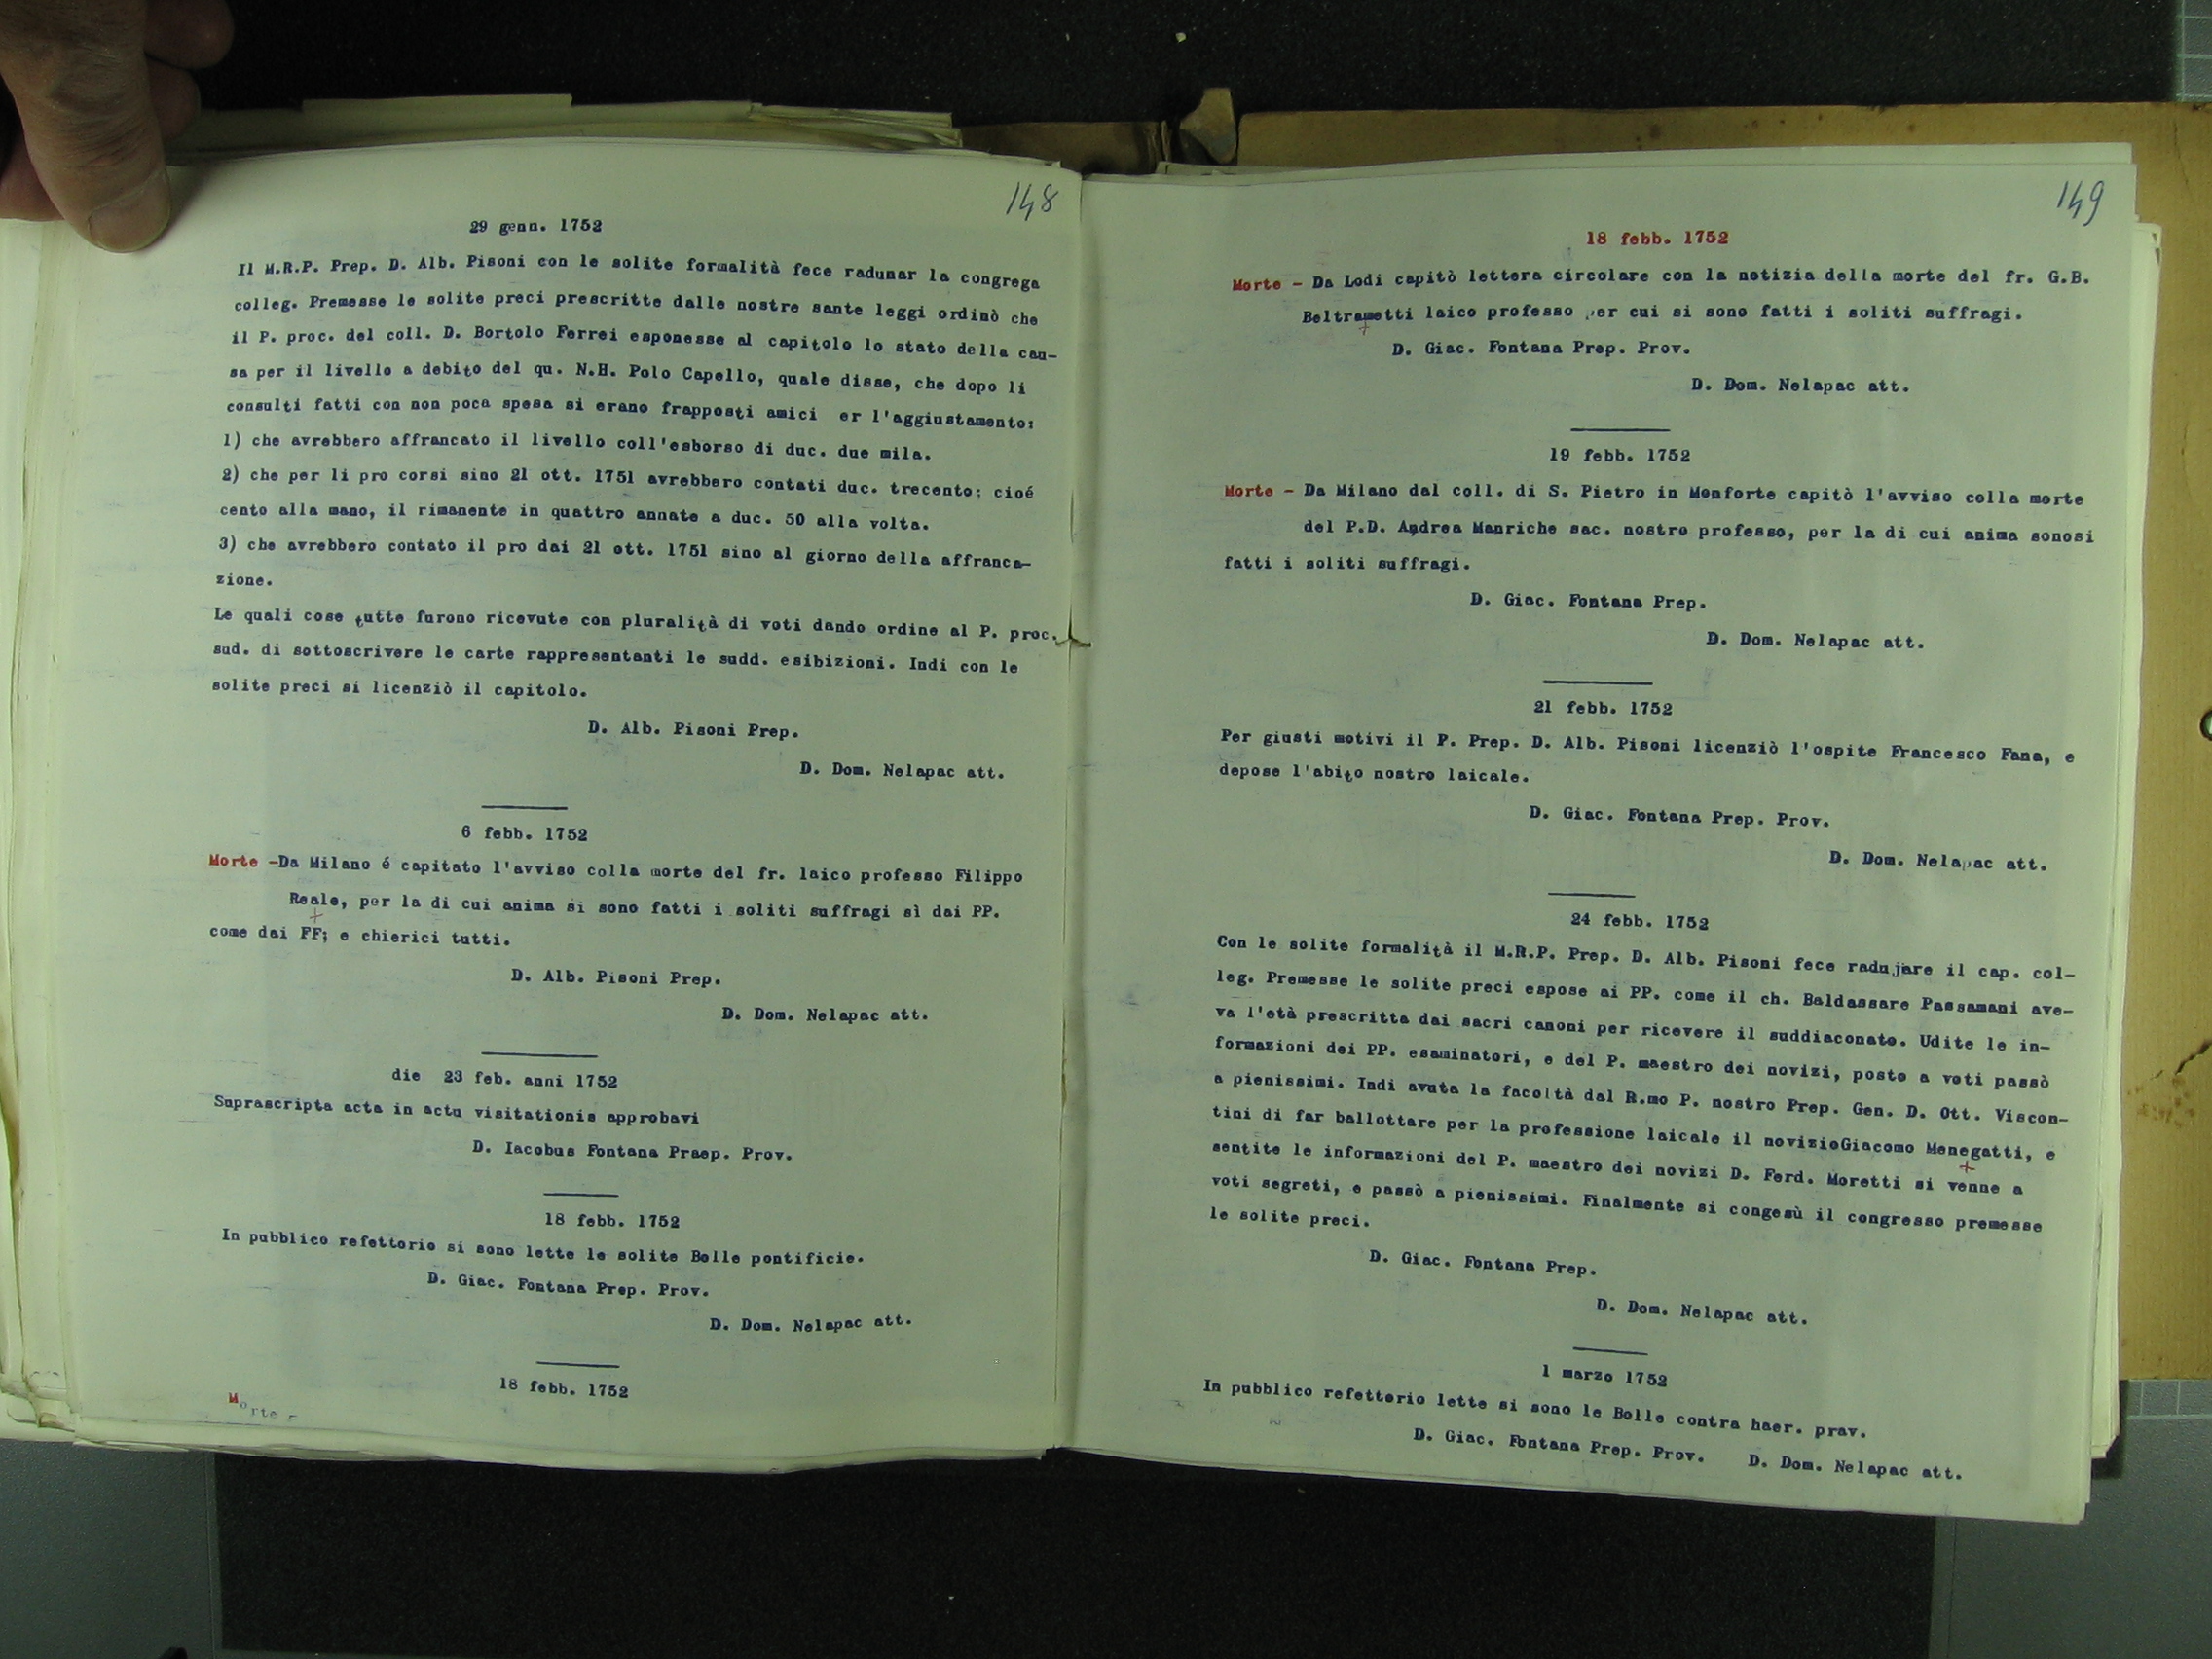 148
29 genn. 1752
Il M.R.P. Prep. D. Alb. Pisoni con le solite formalità fece radunar la congrega
colleg. Premesse le solite preci prescritte dalle nostre sante leggi ordinò che
il P. proc. del coll. D. Bortolo Ferrei esponesse al capitolo lo stato della cau-
sa per il livello a debito del qu. N.H. Polo Capello, quale disse, che dopo li
consulti fatti con non poca spesa si erano frapposti amici er l'aggiustamento:
1) che avrebbero affrancato il livello coll'esborso di duc. due mila.
2) che per li pro corsi sino 21 ott. 1751 avrebbero contati duc. trecento; cioé
cento alla mano, il rimanente in quattro annate a duc. 50 alla volta.
3) che avrebbero contato il pro dai 21 ott. 1751 sino al giorno della affranca-
zione.
Le quali cose tutte furono ricevute con pluralità di voti dando ordine al P. proc.
sud. di sottoscrivere le carte rappresentanti le sudd. esibizioni. Indi con le
solite preci si licenziò il capitolo.
D. Alb. Pisoni Prep.
D. Dom. Nelapac att.
6 febb. 1752
Morte -Da Milano é capitato l'avviso colla morte del fr. laico professo Filippo
Reale, per la di cui anima si sono fatti i soliti suffragi sì dai PP.
come dai FF; e chierici tutti.
D. Alb. Pisoni Prep.
D. Dom. Nelapac att.
die 23 feb. anni 1752
Suprascripta acta in actu visitationis approbavi
D. Iacobus Fontana Praep. Prov.
18 febb. 1752
In pubblico refettorio si sono lette le solite Bolle pontificie.
D. Giac. Fontana Prep. Prov.
D. Dom. Nelapac att.
18 febb. 1752
Morte -
149
18 febb. 1752
Morte - Da Lodi capitò lettera circolare con la notizia della morte del fr. G.B.
Beltrametti laico professo per cui si sono fatti i soliti suffragi.
D. Giac. Fontana Prep. Prov.
D. Dom. Nelapac att.
19 febb. 1752
Morte - Da Milano dal coll. di S. Pietro in Monforte capitò l'avviso colla morte
del P.D. Andrea Manriche sac. nostro professo, per la di cui anima sonosi
fatti i soliti suffragi.
D. Giac. Fontana Prep.
D. Dom. Nelapac att.
21 febb. 1752
Per giusti motivi il P. Prep. D. Alb. Pisoni licenziò l'ospite Francesco Fana, e
depose l'abito nostro laicale.
D. Giac. Fontana Prep. Prov.
D. Dom. Nelapac att.
24 febb. 1752
Con le solite formalità il M.R.P. Prep. D. Alb. Pisoni fece radujare il cap. col-
leg. Premesse le solite preci espose ai PP. come il ch. Baldassare Passamani ave-
va l'età prescritta dai sacri canoni per ricevere il suddiaconato. Udite le in-
formazioni dei PP. esaminatori, e del P. maestro dei novizi, posto a voti passò
a pienissimi. Indi avuta la facoltà dal R.mo P. nostro Prep. Gen. D. Ott. Viscon-
tini di far ballottare per la professione laicale il novizioGiacomo Menegatti, e
sentite le informazioni del P. maestro dei novizi D. Ferd. Moretti si venne a
voti segreti, e passò a pienissimi. Finalmente si congesù il congresso premesse
le solite preci.
D. Giac. Fontana Prep.
D. Dom. Nelapac att.
1 marzo 1752
In pubblico refettorio lette si sono le Bolle contra haer. prav.
D. Giac. Fontana Prep. Prov. D. Dom. Nelapac att.